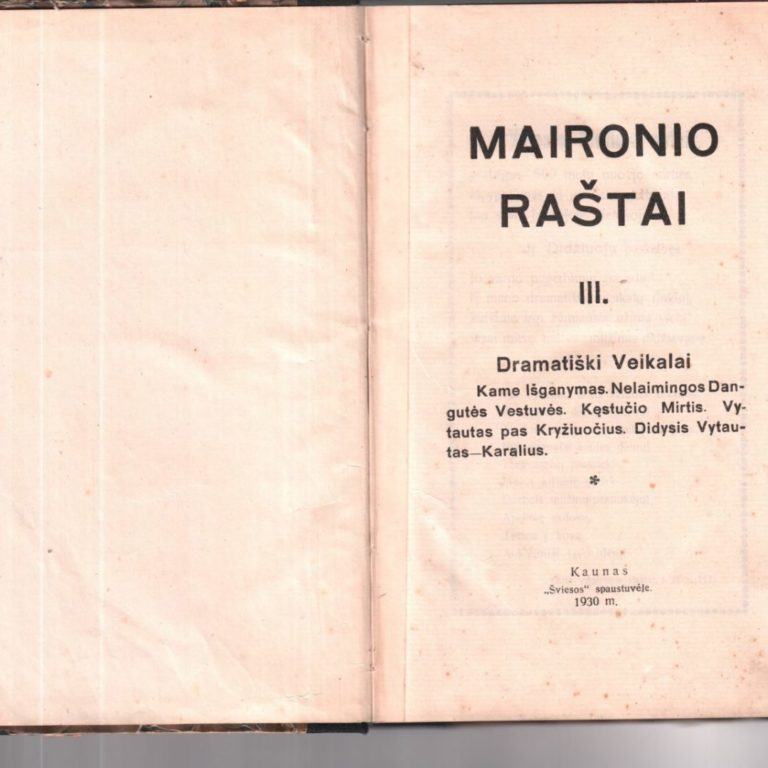 MAIRONIO
RAŠTAI
III.
Dramatiški Veikalai
Kame Išganymas. Nelaimingos Dan-
gutės Vestuvės. Kęstučio Mirtis. Vy-
tautas pas Kryžiuočius. Didysis Vytau-
tas—Karalius.
*
Kaunas
„Šviesos“ spaustuvėje.
1930 m.